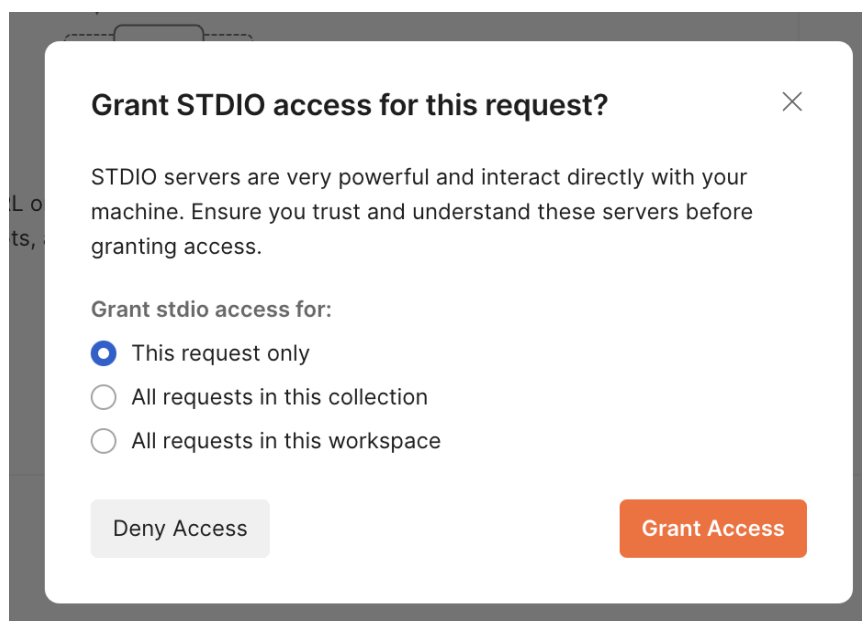 Grant STDIO access for this request?
STDIO servers are very powerful and interact directly with your
machine. Ensure you trust and understand these servers before
granting access.
Grant stdio access for:
This request only
All requests in this collection
All requests in this workspace
Deny Access
Grant Access